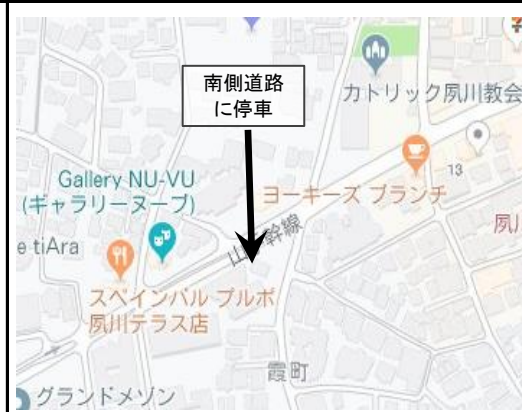 南側道路
に停車
カトリック夙川教会
Gallery NU-VU
(ギャラリーヌーブ)
ヨーキーズ ブランチ
13
夙川
e tiAra
山手幹線
スペインバル プルポ
夙川テラス店
霞町
グランドメゾン